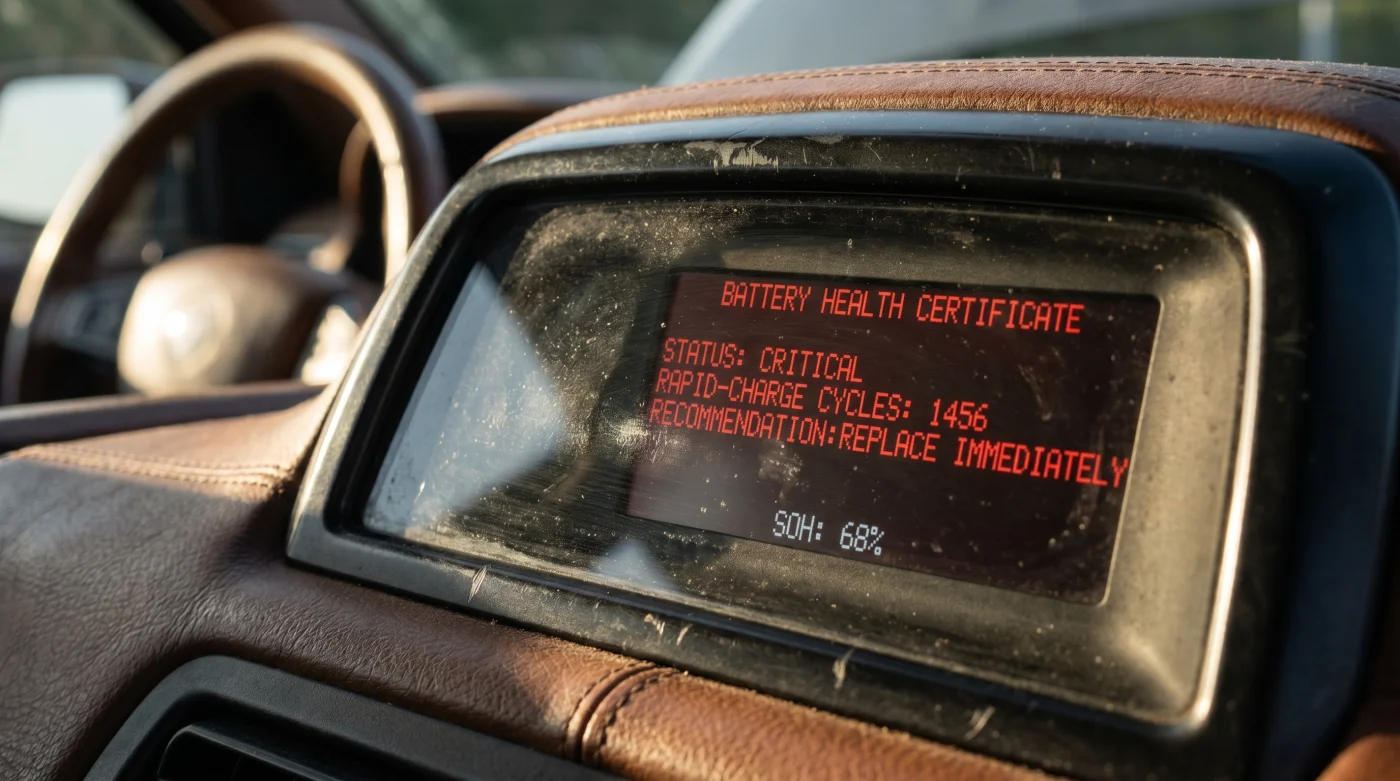 BATTERY HEALTH CERTIFICATE
STATUS: CRITICAL
RAPID-CHARGE CYCLES: 1456
RECOMMENDATION:REPLACE IMMEDIATELY
SOH: 68%